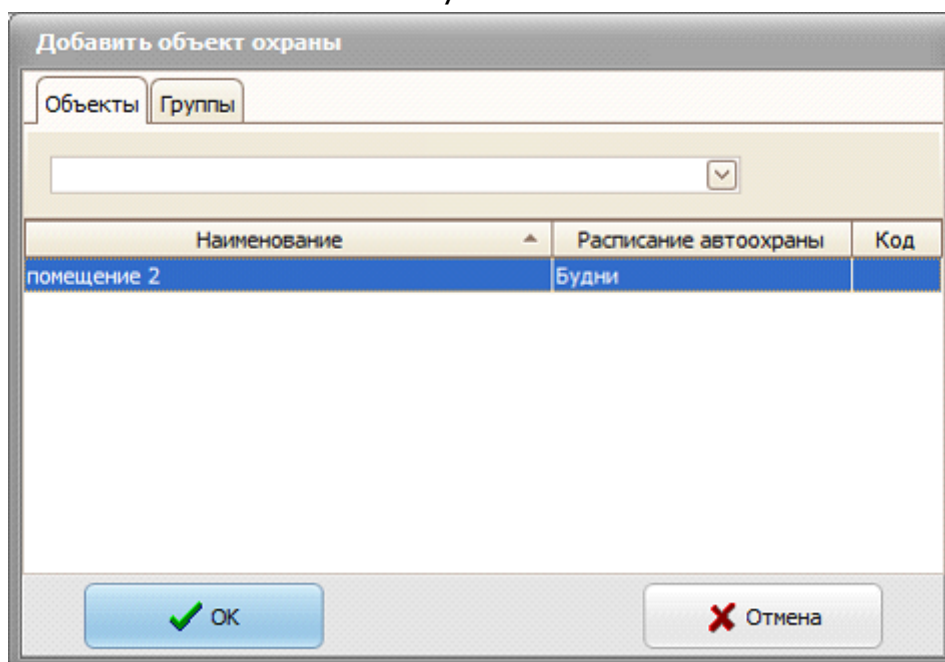 Добавить объект охраны
Объекты Группы
Наименование Расписание автоохраны Код
помещение 2 Будни
OK Отмена